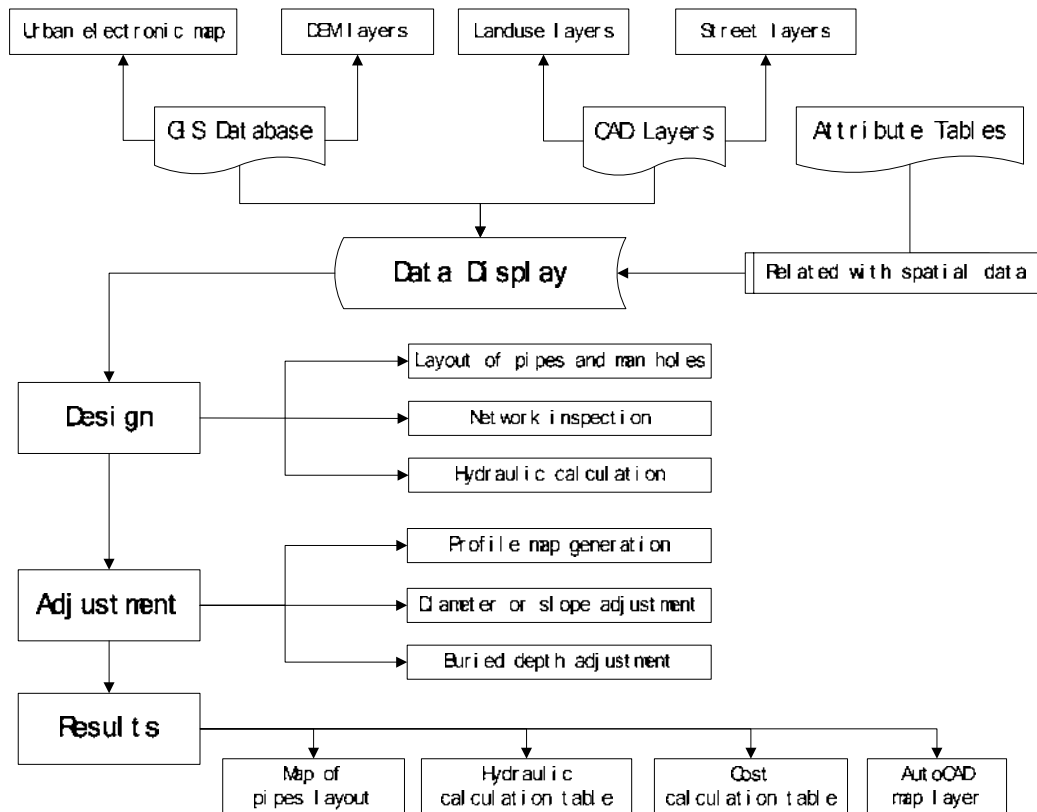 Urban electronic map
DEM layers
Landuse layers
Street layers
GIS Database
CAD Layers
Attribute Tables
Data Display
Related with spatial data
Layout of pipes and man holes
Design
Network inspection
Hydraulic calculation
Profile map generation
Adjustment
Diameter or slope adjustment
Buried depth adjustment
Results
Map of
pipes layout
Hydraulic
calculation table
Cost
calculation table
AutoCAD
map layer